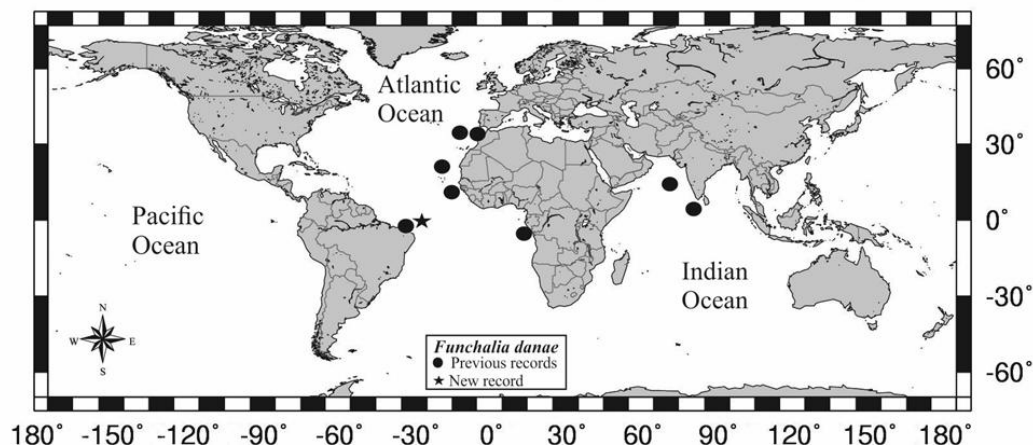 Atlantic
Ocean
60˚
30˚
Pacific
Ocean
0˚
Indian
Ocean
-30˚
N
W E
S
Funchalia danae
Previous records
New record
-60˚
180˚ -150˚ -120˚ -90˚ -60˚ -30˚ 0˚ 30˚ 60˚ 90˚ 120˚ 150˚ 180˚